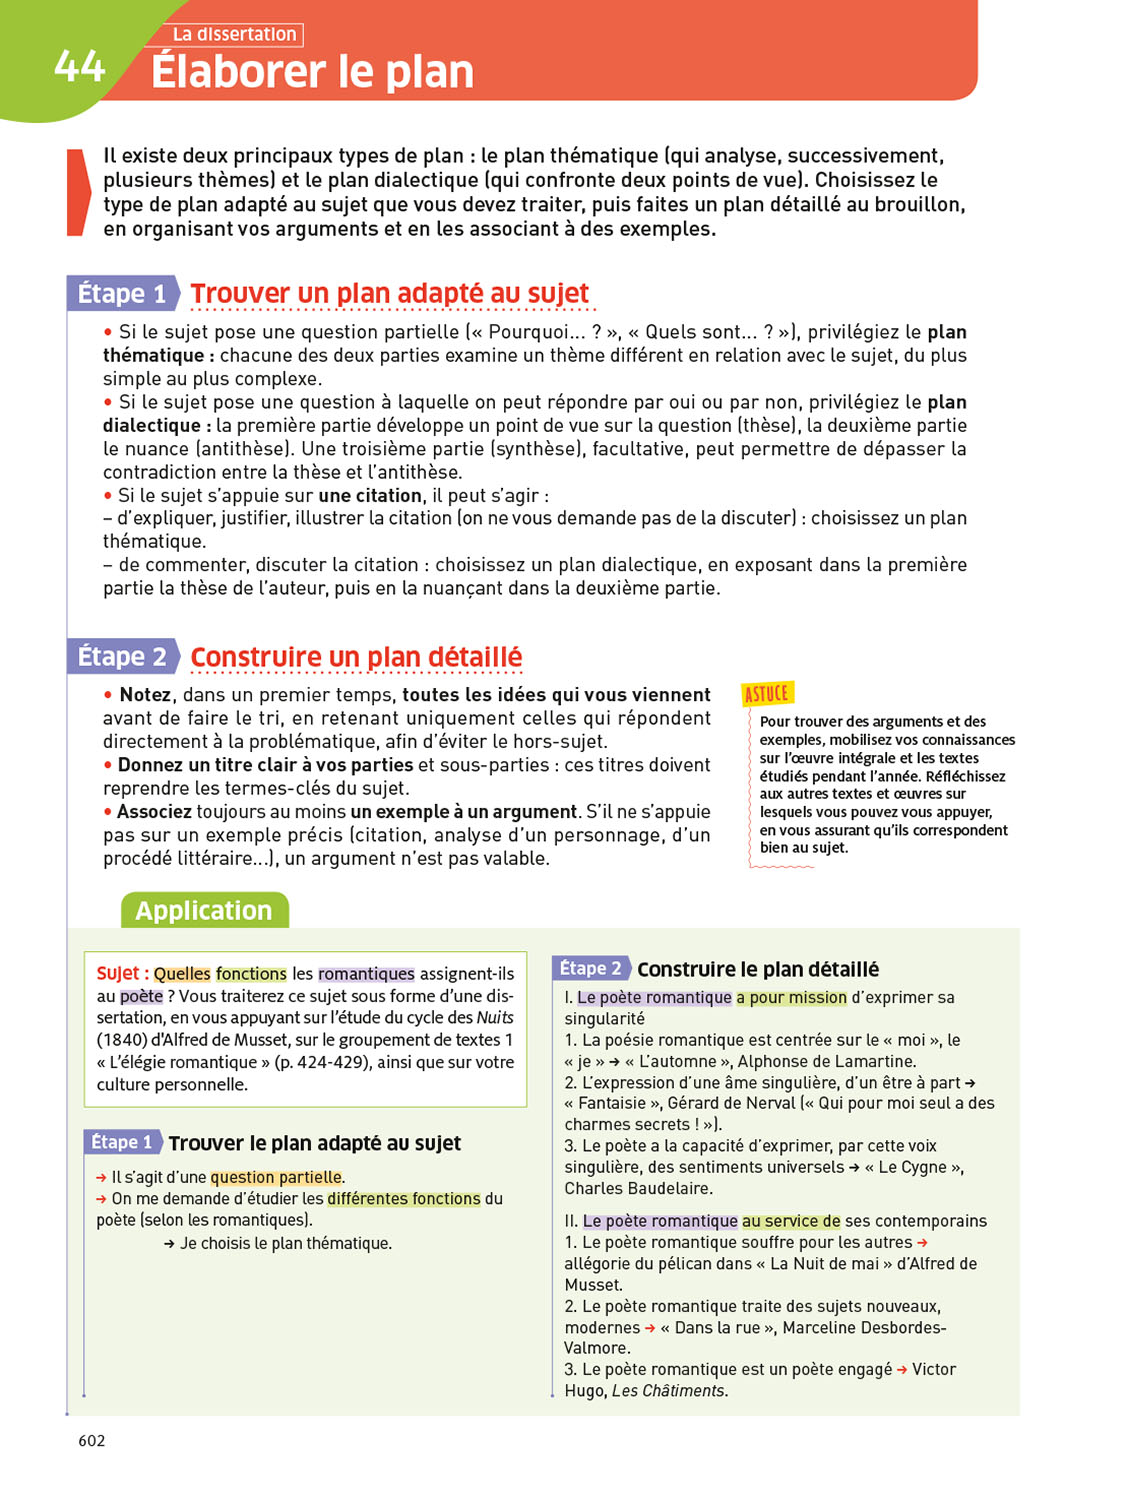 La dissertation
44
Élaborer le plan
Il existe deux principaux types de plan : le plan thématique (qui analyse, successivement,
plusieurs thèmes) et le plan dialectique (qui confronte deux points de vue). Choisissez le
type de plan adapté au sujet que vous devez traiter, puis faites un plan détaillé au brouillon,
en organisant vos arguments et en les associant à des exemples.
Étape 1 Trouver un plan adapté au sujet
• Si le sujet pose une question partielle (« Pourquoi... ? », « Quels sont... ? »), privilégiez le plan
thématique : chacune des deux parties examine un thème différent en relation avec le sujet, du plus
simple au plus complexe.
• Si le sujet pose une question à laquelle on peut répondre par oui ou par non, privilégiez le plan
dialectique : la première partie développe un point de vue sur la question (thèse), la deuxième partie
le nuance (antithèse). Une troisième partie (synthèse), facultative, peut permettre de dépasser la
contradiction entre la thèse et l'antithèse.
• Si le sujet s'appuie sur une citation, il peut s'agir :
– d'expliquer, justifier, illustrer la citation (on ne vous demande pas de la discuter) : choisissez un plan
thématique.
– de commenter, discuter la citation : choisissez un plan dialectique, en exposant dans la première
partie la thèse de l'auteur, puis en la nuançant dans la deuxième partie.
Étape 2 Construire un plan détaillé
• Notez, dans un premier temps, toutes les idées qui vous viennent
avant de faire le tri, en retenant uniquement celles qui répondent
directement à la problématique, afin d'éviter le hors-sujet.
• Donnez un titre clair à vos parties et sous-parties : ces titres doivent
reprendre les termes-clés du sujet.
• Associez toujours au moins un exemple à un argument. S'il ne s'appuie
pas sur un exemple précis (citation, analyse d'un personnage, d'un
procédé littéraire...), un argument n'est pas valable.
ASTUCE
Pour trouver des arguments et des
exemples, mobilisez vos connaissances
sur l'œuvre intégrale et les textes
étudiés pendant l'année. Réfléchissez
aux autres textes et œuvres sur
lesquels vous pouvez vous appuyer,
en vous assurant qu'ils correspondent
bien au sujet.
Application
Sujet : Quelles fonctions les romantiques assignent-ils
au poète ? Vous traiterez ce sujet sous forme d'une dis-
sertation, en vous appuyant sur l'étude du cycle des Nuits
(1840) d'Alfred de Musset, sur le groupement de textes 1
« L'élégie romantique » (p. 424-429), ainsi que sur votre
culture personnelle.
Étape 1 Trouver le plan adapté au sujet
→ Il s'agit d'une question partielle.
→ On me demande d'étudier les différentes fonctions du
poète (selon les romantiques).
→ Je choisis le plan thématique.
Étape 2 Construire le plan détaillé
I. Le poète romantique a pour mission d'exprimer sa
singularité
1. La poésie romantique est centrée sur le « moi », le
« je » → « L'automne », Alphonse de Lamartine.
2. L'expression d'une âme singulière, d'un être à part →
« Fantaisie », Gérard de Nerval (« Qui pour moi seul a des
charmes secrets ! »).
3. Le poète a la capacité d'exprimer, par cette voix
singulière, des sentiments universels → « Le Cygne »,
Charles Baudelaire.
II. Le poète romantique au service de ses contemporains
1. Le poète romantique souffre pour les autres →
allégorie du pélican dans « La Nuit de mai » d'Alfred de
Musset.
2. Le poète romantique traite des sujets nouveaux,
modernes → « Dans la rue », Marceline Desbordes-
Valmore.
3. Le poète romantique est un poète engagé → Victor
Hugo, Les Châtiments.
602